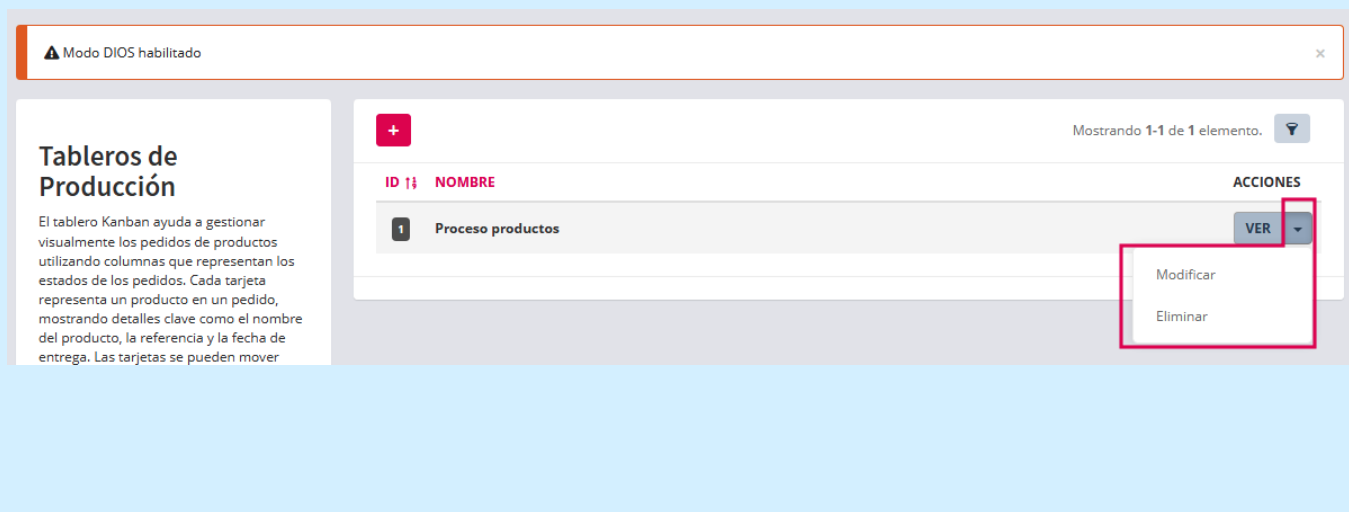 Modo DIOS habilitado ×
Tableros de
Producción
El tablero Kanban ayuda a gestionar
visualmente los pedidos de productos
utilizando columnas que representan los
estados de los pedidos. Cada tarjeta
representa un producto en un pedido,
mostrando detalles clave como el nombre
del producto, la referencia y la fecha de
entrega. Las tarjetas se pueden mover
+ Mostrando 1-1 de 1 elemento.
ID NOMBRE ACCIONES
1 Proceso productos VER
Modificar
Eliminar